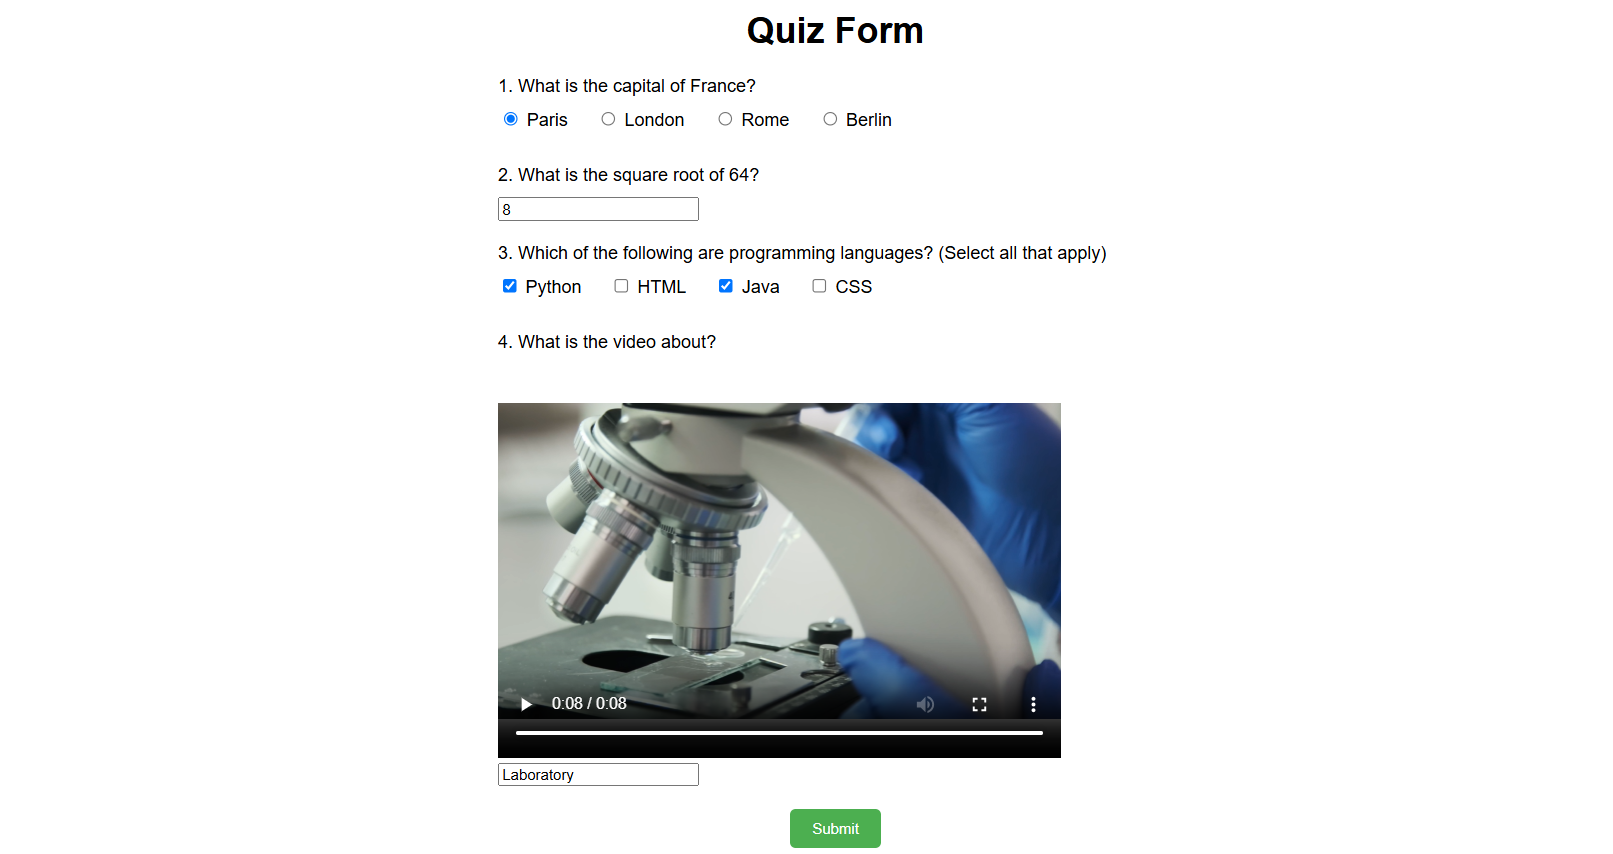 Quiz Form
1. What is the capital of France?
Paris London Rome Berlin
2. What is the square root of 64?
8
3. Which of the following are programming languages? (Select all that apply)
Python HTML Java CSS
4. What is the video about?
0:08 / 0:08
Laboratory
Submit